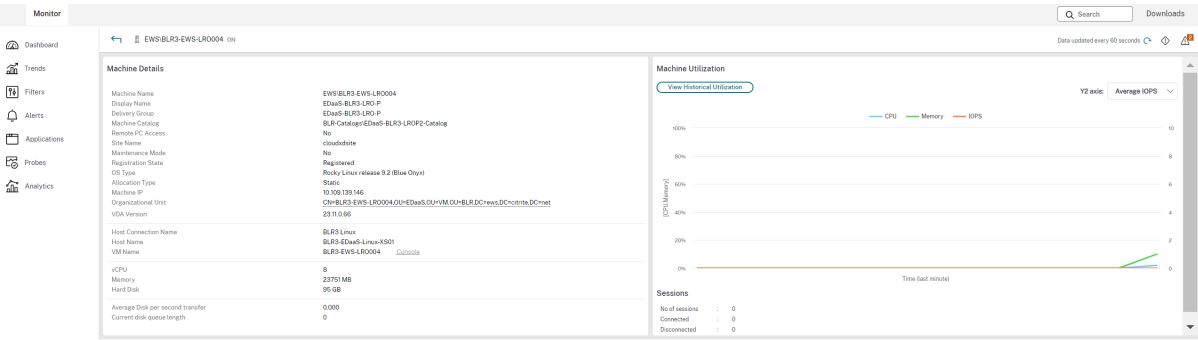 Monitor
Search
Downloads
Dashboard
Trends
Filters
Alerts
Applications
Probes
Analytics
EWS\BLR3-EWS-LRO004 ON
Data updated every 60 seconds
2
Machine Details
Machine Name EWS\BLR3-EWS-LRO004
Display Name EDaaS-BLR3-LRO-P
Delivery Group EDaaS-BLR3-LRO-P
Machine Catalog BLR-Catalogs\EDaaS-BLR3-LROP2-Catalog
Remote PC Access No
Site Name cloudxdsite
Maintenance Mode No
Registration State Registered
OS Type Rocky Linux release 9.2 (Blue Onyx)
Allocation Type Static
Machine IP 10.109.139.146
Organizational Unit CN=BLR3-EWS-LRO004,OU=EDaaS,OU=VM,OU=BLR,DC=ews,DC=citrite,DC=net
VDA Version 23.11.0.66
Host Connection Name BLR3 Linux
Host Name BLR3-EDaaS-Linux-XS01
VM Name BLR3-EWS-LRO004 Console
vCPU 8
Memory 23751 MB
Hard Disk 95 GB
Average Disk per second transfer 0.000
Current disk queue length 0
Machine Utilization
View Historical Utilization
Y2 axis: Average IOPS
CPU Memory IOPS
100% 10
80% 8
60% 6
40% 4
20% 2
0% 0
[CPU,Memory]
Time (last minute)
Sessions
No of sessions : 0
Connected : 0
Disconnected : 0